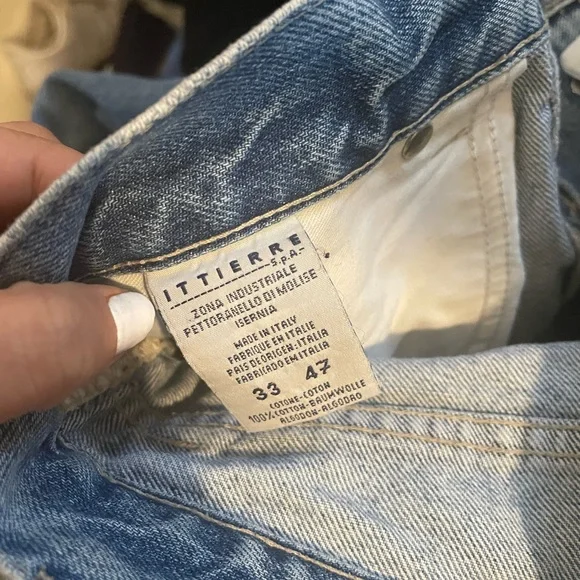 ITTIERRE
S.p.A.
ZONA INDUSTRIALE
PETTORANELLO DI MOLISE
ISERNIA
MADE IN ITALY
FABRIQUE EN ITALIE
PAIS DE ORIGEN: ITALIA
FABRICADO EM ITALIA
33 47
COTONE-COTON
100% COTTON-BAUMWOLLE
ALGODON-ALGODAO